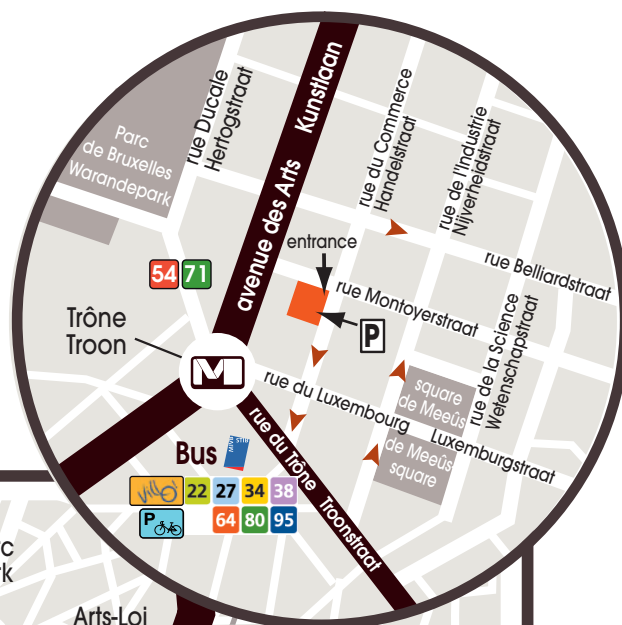 avenue des Arts Kunstlaan
rue Ducale
Hertogstraat
Parc
de Bruxelles
Warandepark
rue du Commerce
Handelstraat
rue de l'Industrie
Nijverheidstraat
rue Belliardstraat
entrance
54 71
rue Montoyerstraat
P
Trône
Troon
M
rue de la Science
Wetenschapstraat
rue du Luxembourg Luxemburgstraat
square
de Meeûs
de Meeûs
square
rue du Trône Troonstraat
Bus
Villo 22 27 34 38
P 64 80 95
Arts-Loi